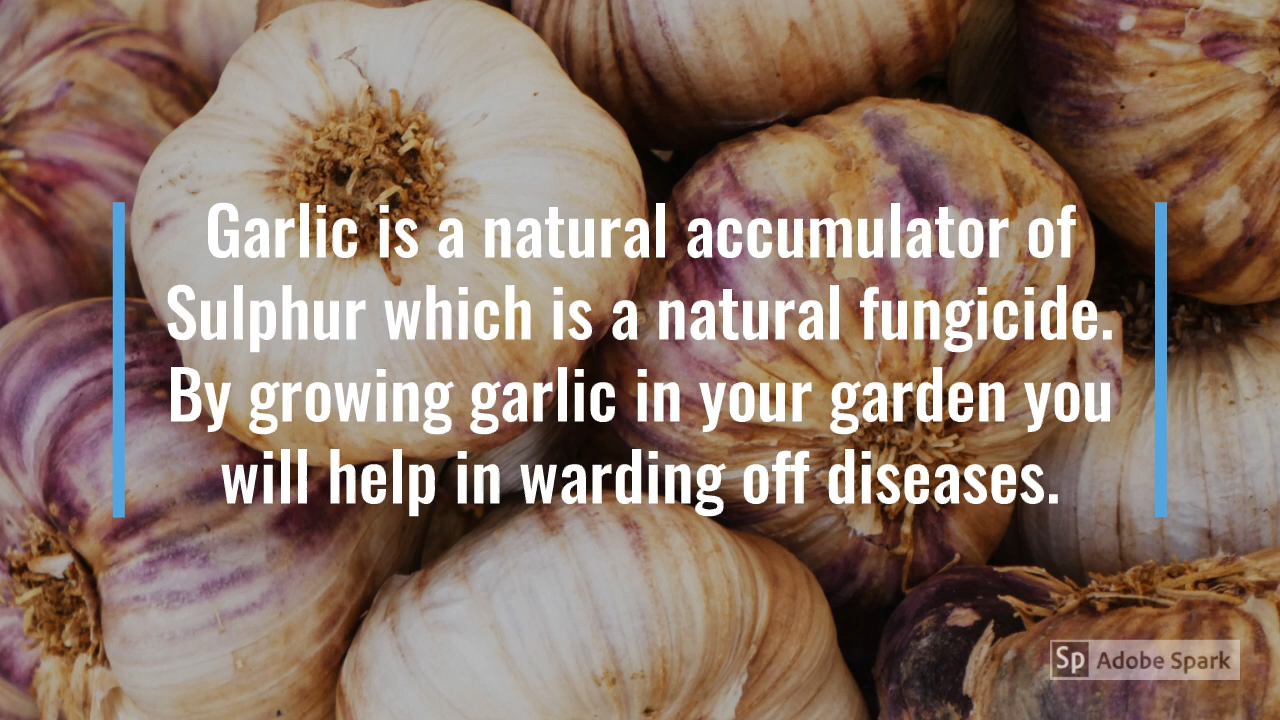 Garlic is a natural accumulator of
Sulphur which is a natural fungicide.
By growing garlic in your garden you
will help in warding off diseases.
Sp Adobe Spark